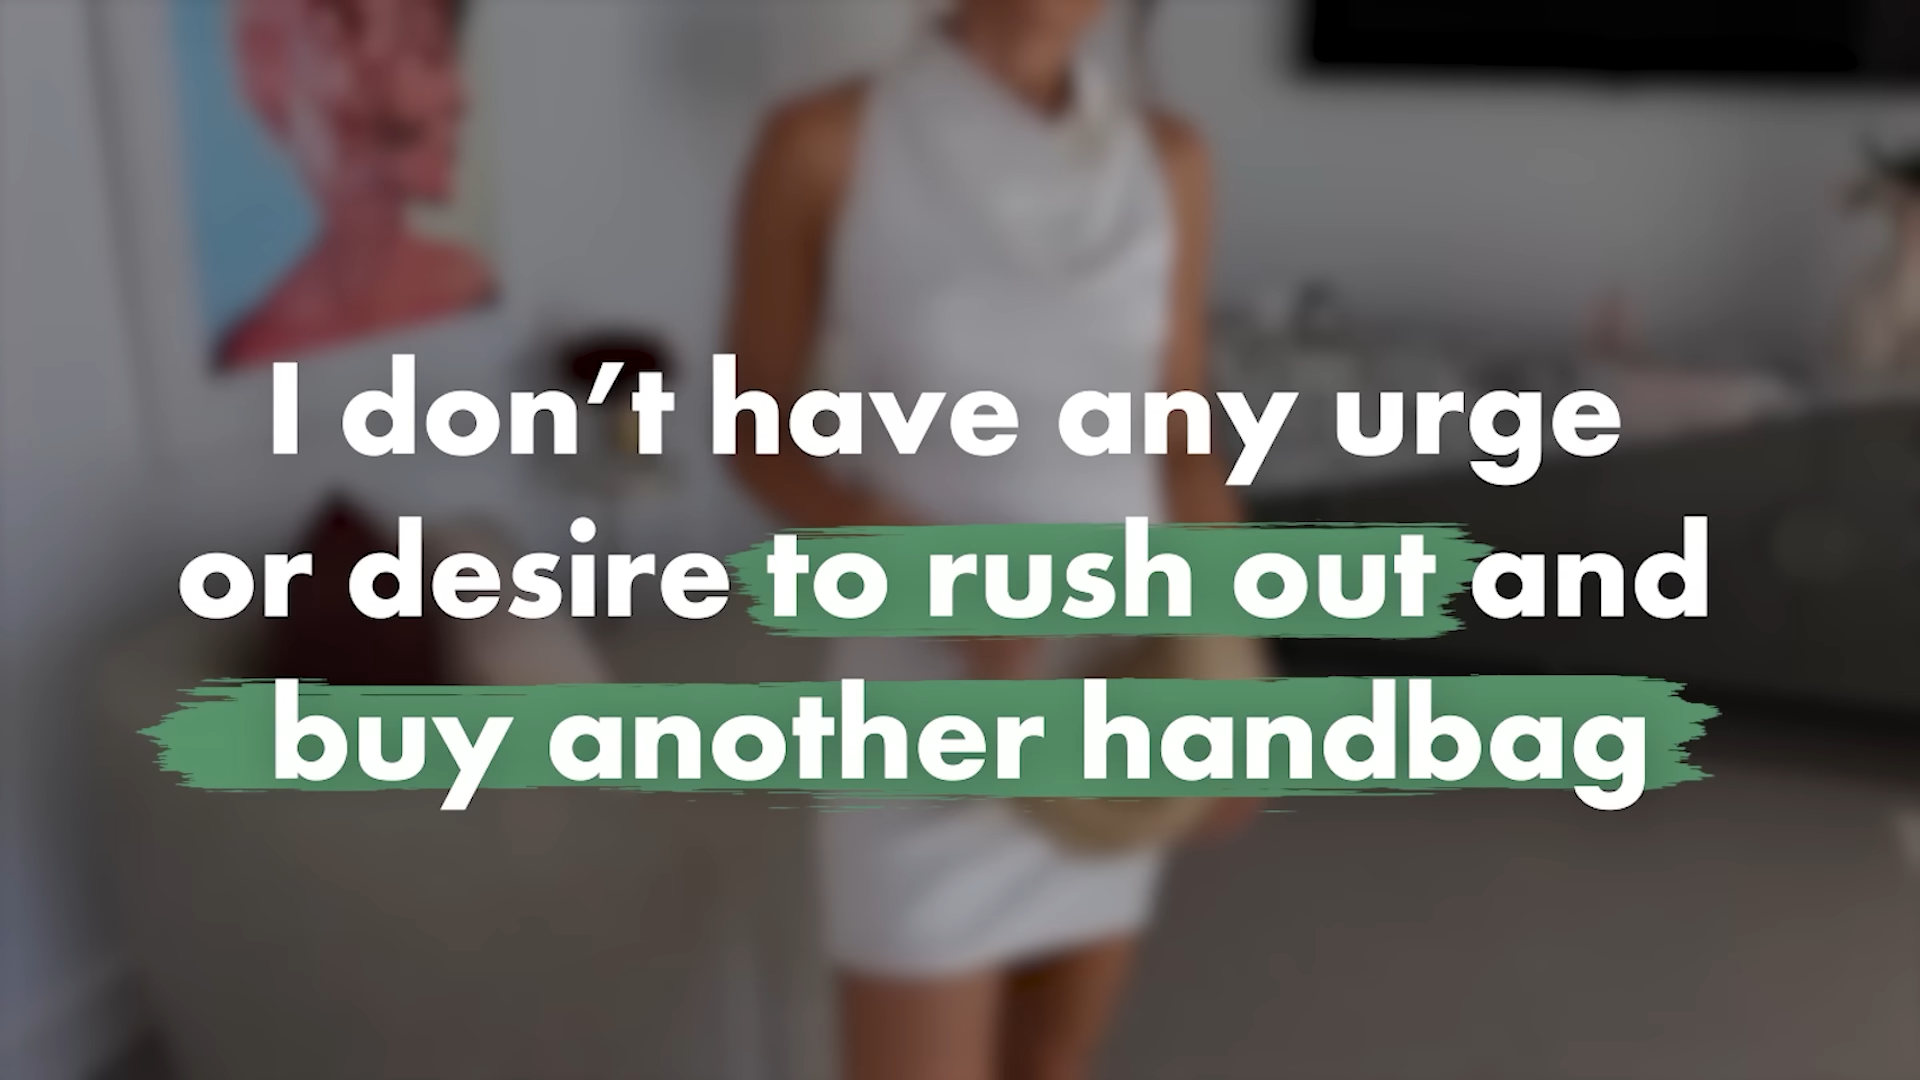 I don’t have any urge
or desire to rush out and
buy another handbag